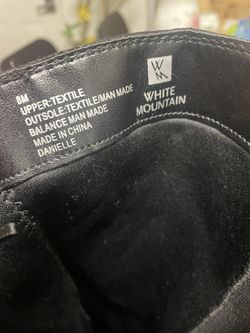 8M
UPPER:TEXTILE
OUTSOLE:TEXTILE/MAN MADE
BALANCE MAN MADE
MADE IN CHINA
DANIELLE
W
M
WHITE
MOUNTAIN